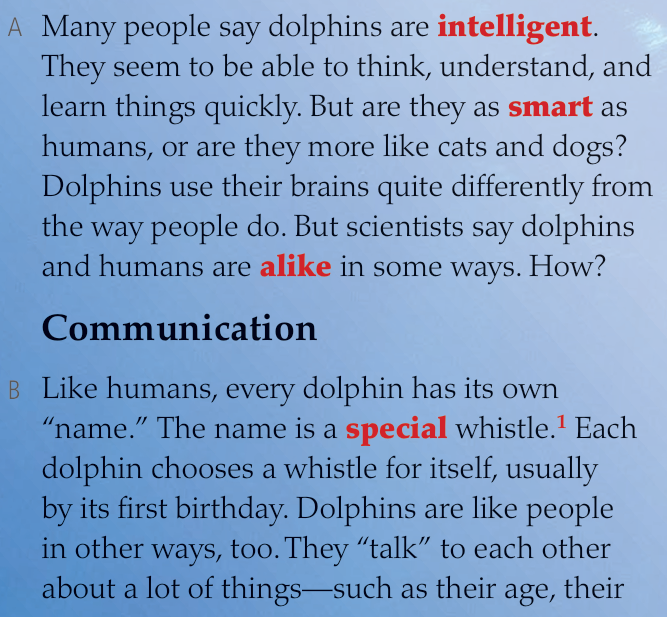 A Many people say dolphins are intelligent.
They seem to be able to think, understand, and
learn things quickly. But are they as smart as
humans, or are they more like cats and dogs?
Dolphins use their brains quite differently from
the way people do. But scientists say dolphins
and humans are alike in some ways. How?
Communication
B Like humans, every dolphin has its own
“name.” The name is a special whistle.1 Each
dolphin chooses a whistle for itself, usually
by its first birthday. Dolphins are like people
in other ways, too. They “talk” to each other
about a lot of things—such as their age, their